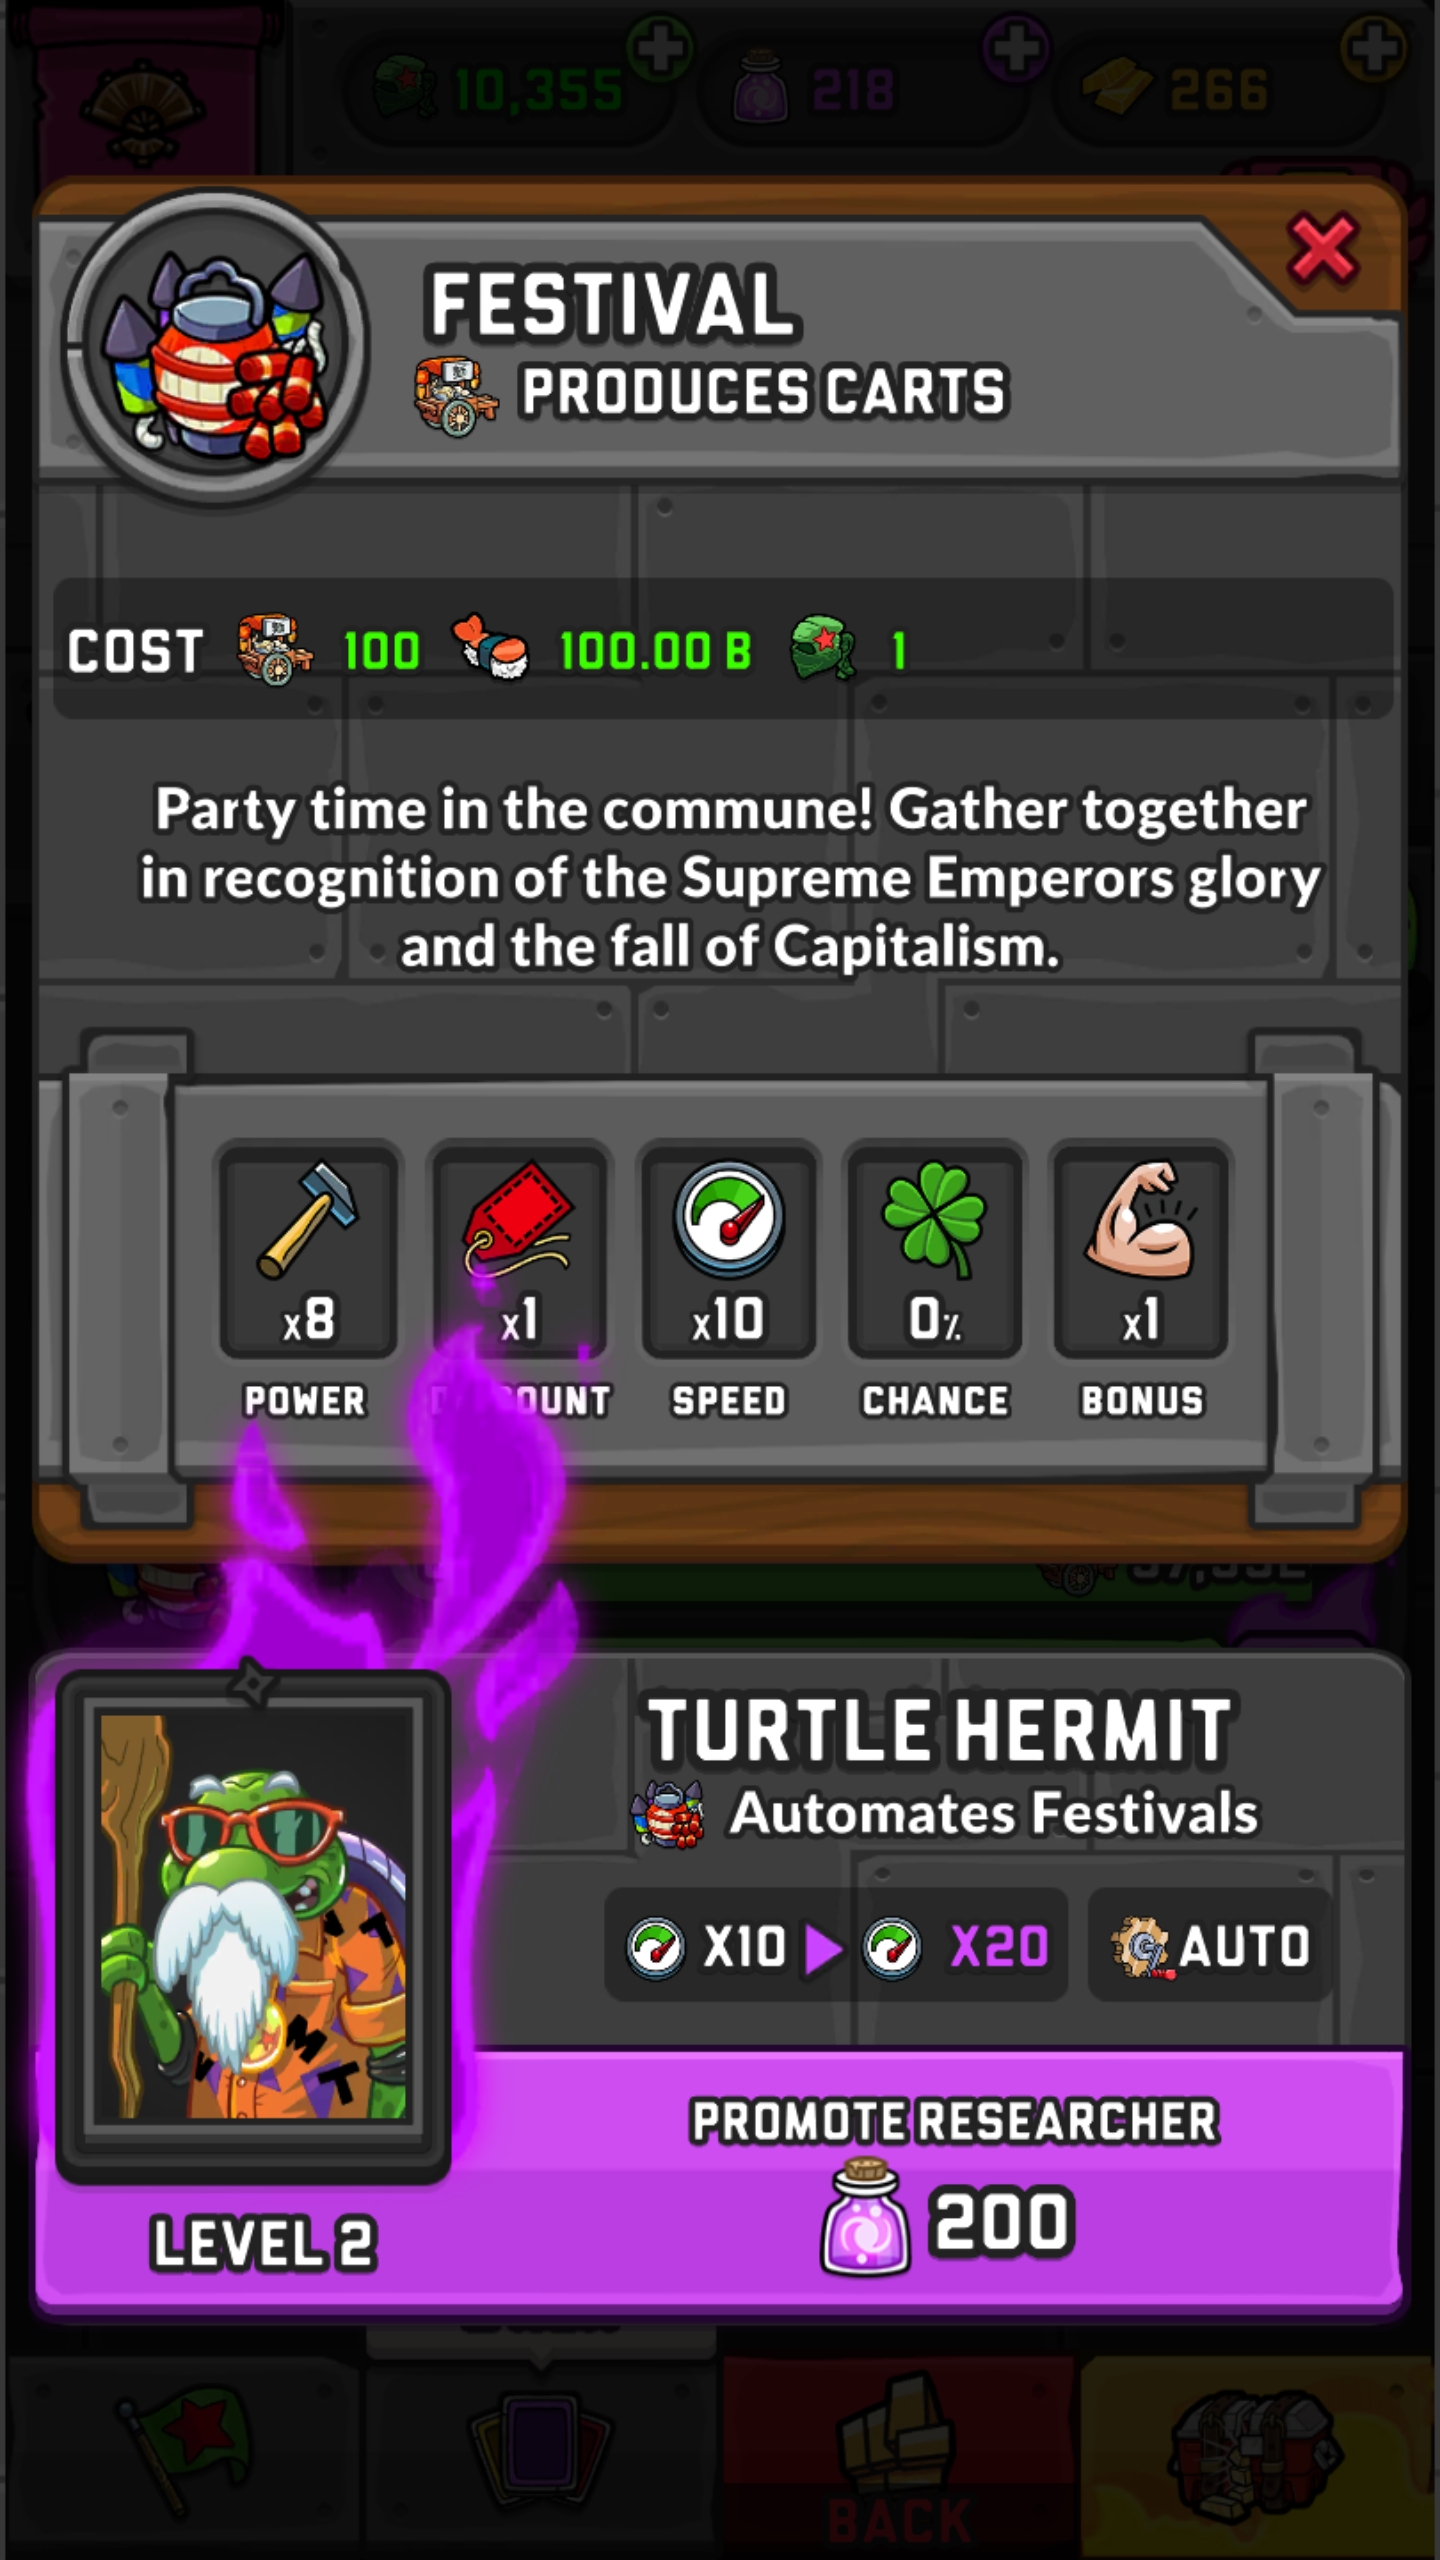 10,355 218 266
FESTIVAL
PRODUCES CARTS
COST 100 100.00 B 1
Party time in the commune! Gather together
in recognition of the Supreme Emperors glory
and the fall of Capitalism.
x8 x1 x10 0% x1
POWER DISCOUNT SPEED CHANCE BONUS
TURTLE HERMIT
Automates Festivals
X10 X20 AUTO
PROMOTE RESEARCHER
200
LEVEL 2
BACK